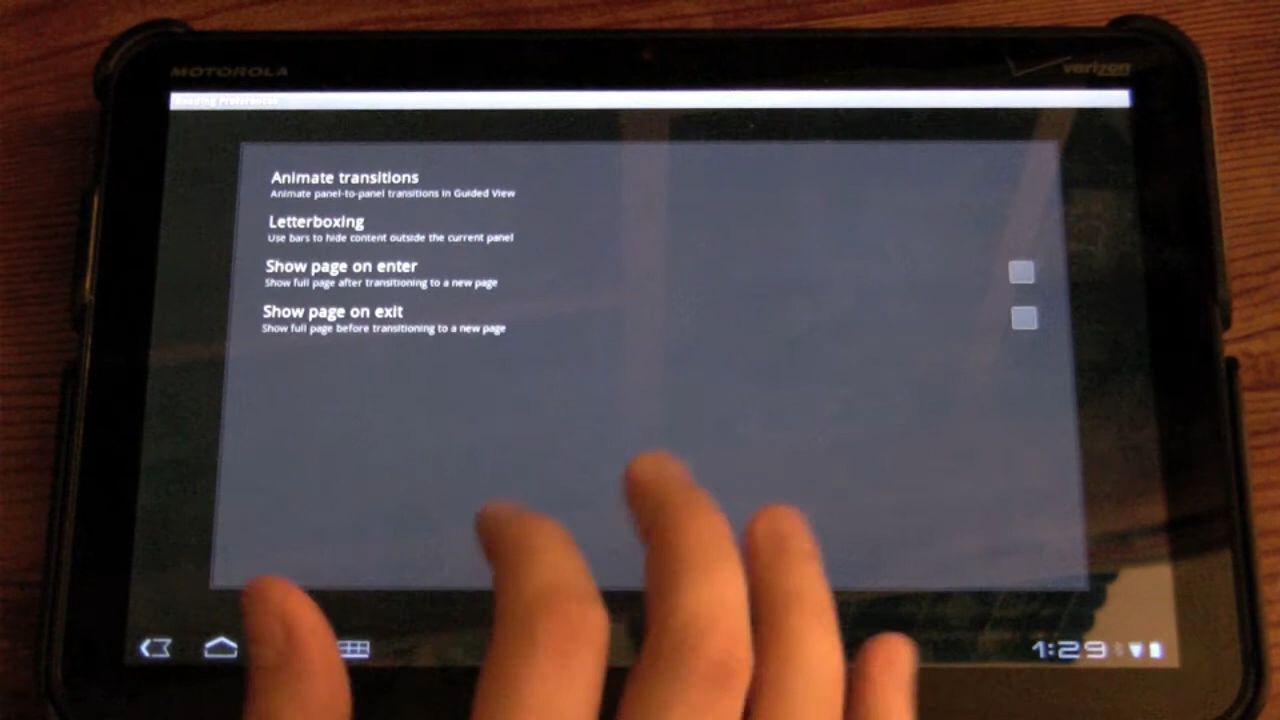 MOTOROLA
verizon
Reading Preferences
Animate transitions
Animate panel-to-panel transitions in Guided View
Letterboxing
Use bars to hide content outside the current panel
Show page on enter
Show full page after transitioning to a new page
Show page on exit
Show full page before transitioning to a new page
1:29